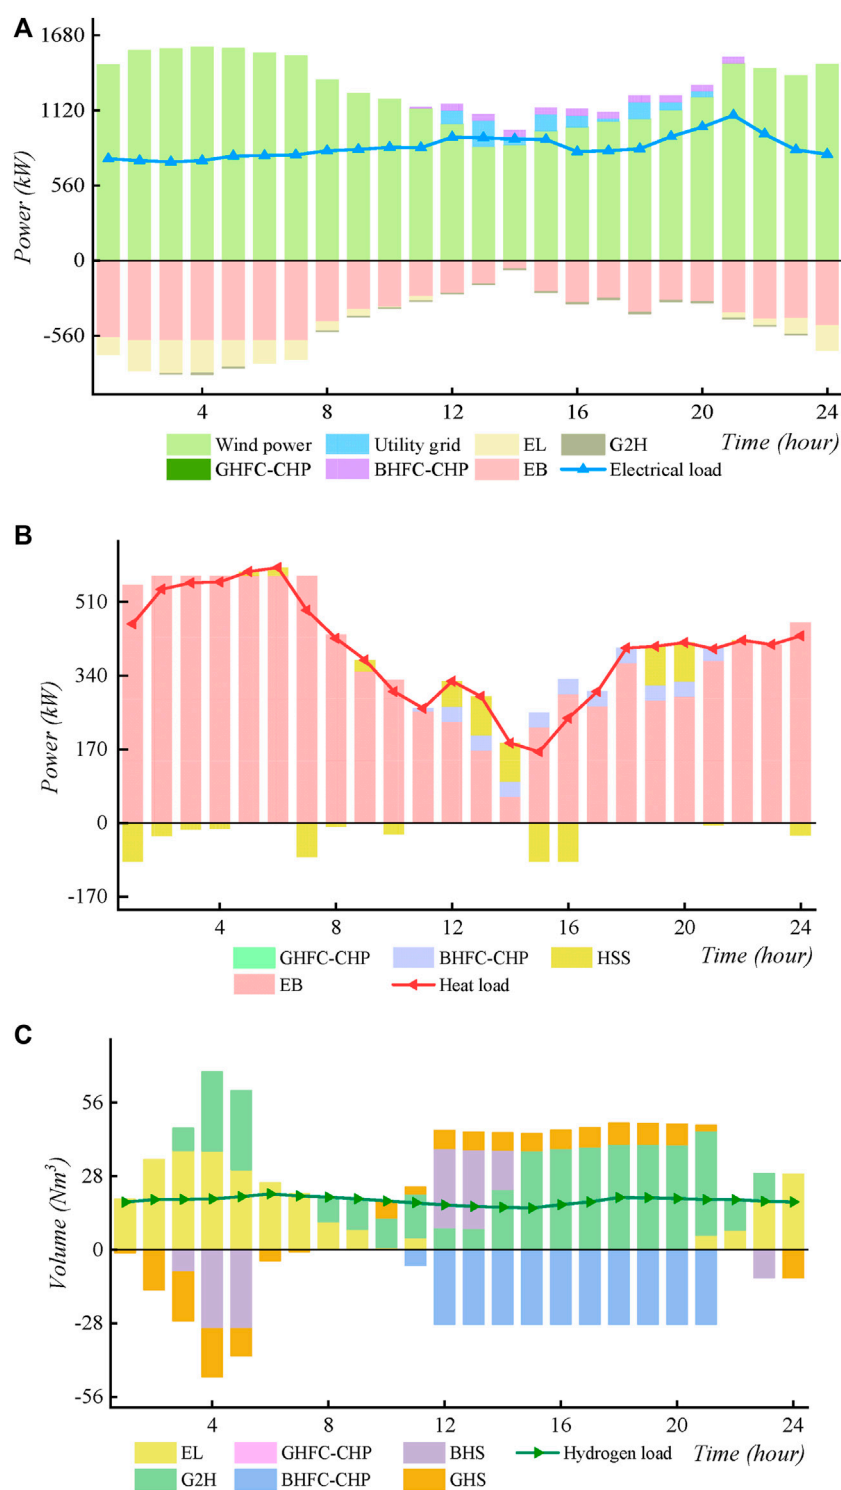 A
Power (kW)
1680
1120
560
0
-560
4 8 12 16 20 24
Time (hour)
Wind power Utility grid EL G2H
GHFC-CHP BHFC-CHP EB Electrical load
B
Power (kW)
510
340
170
0
-170
4 8 12 16 20 24
Time (hour)
GHFC-CHP BHFC-CHP HSS
EB Heat load
C
Volume (Nm³)
56
28
0
-28
-56
4 8 12 16 20 24
Time (hour)
EL GHFC-CHP BHS Hydrogen load
G2H BHFC-CHP GHS